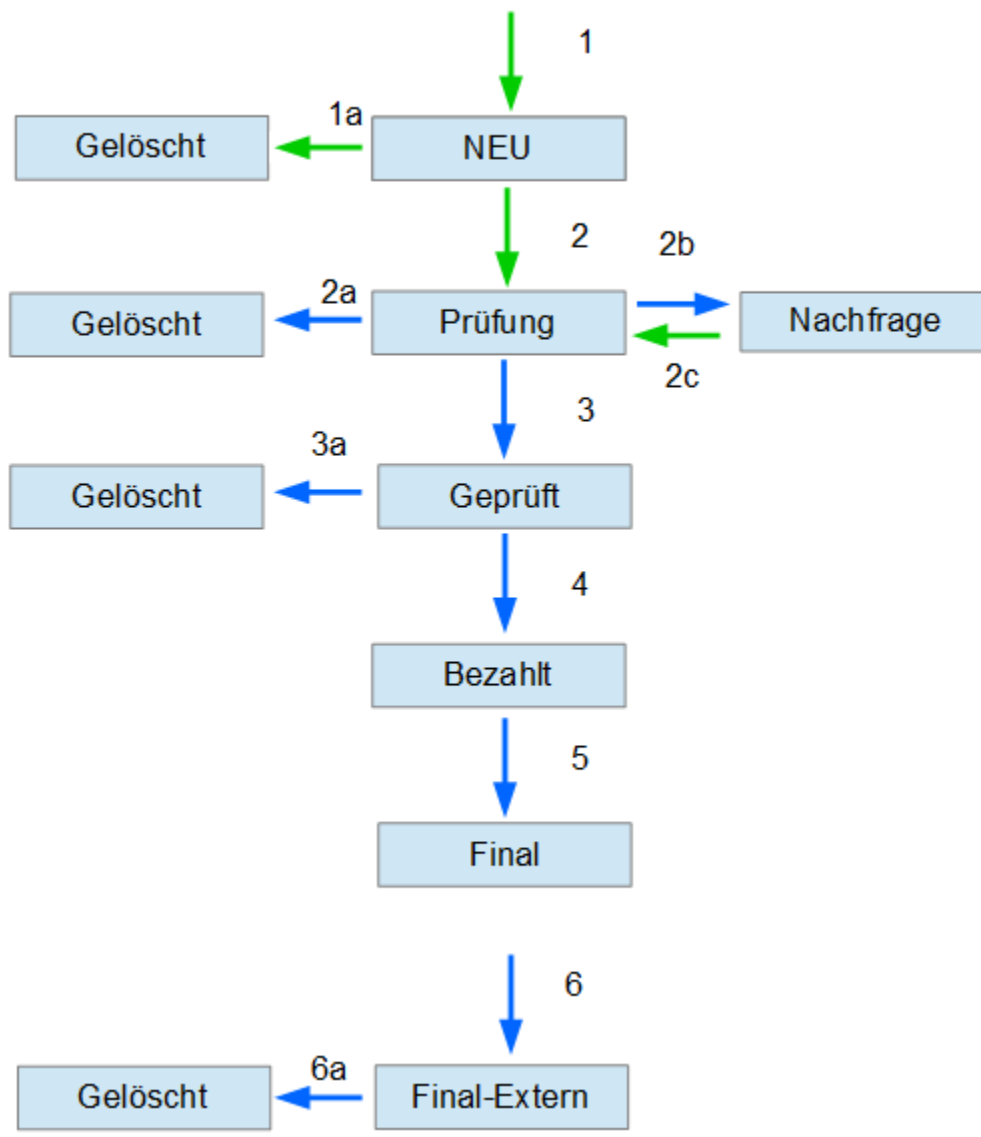 1
1a
Gelöscht
NEU
2
2b
2a
Gelöscht
Prüfung
Nachfrage
2c
3
3a
Gelöscht
Geprüft
4
Bezahlt
5
Final
6
6a
Gelöscht
Final-Extern